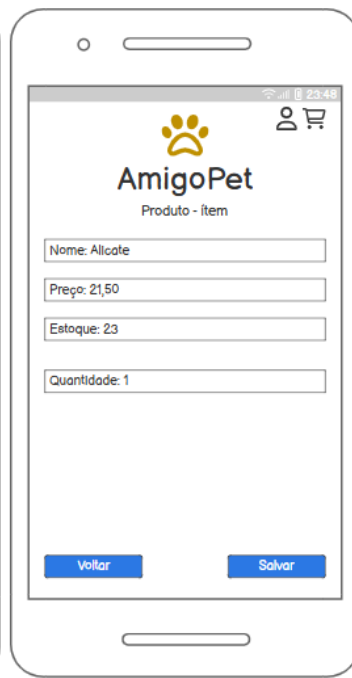 23:48
AmigoPet
Produto - ítem
Nome: Alicate
Preço: 21,50
Estoque: 23
Quantidade: 1
Voltar
Salvar